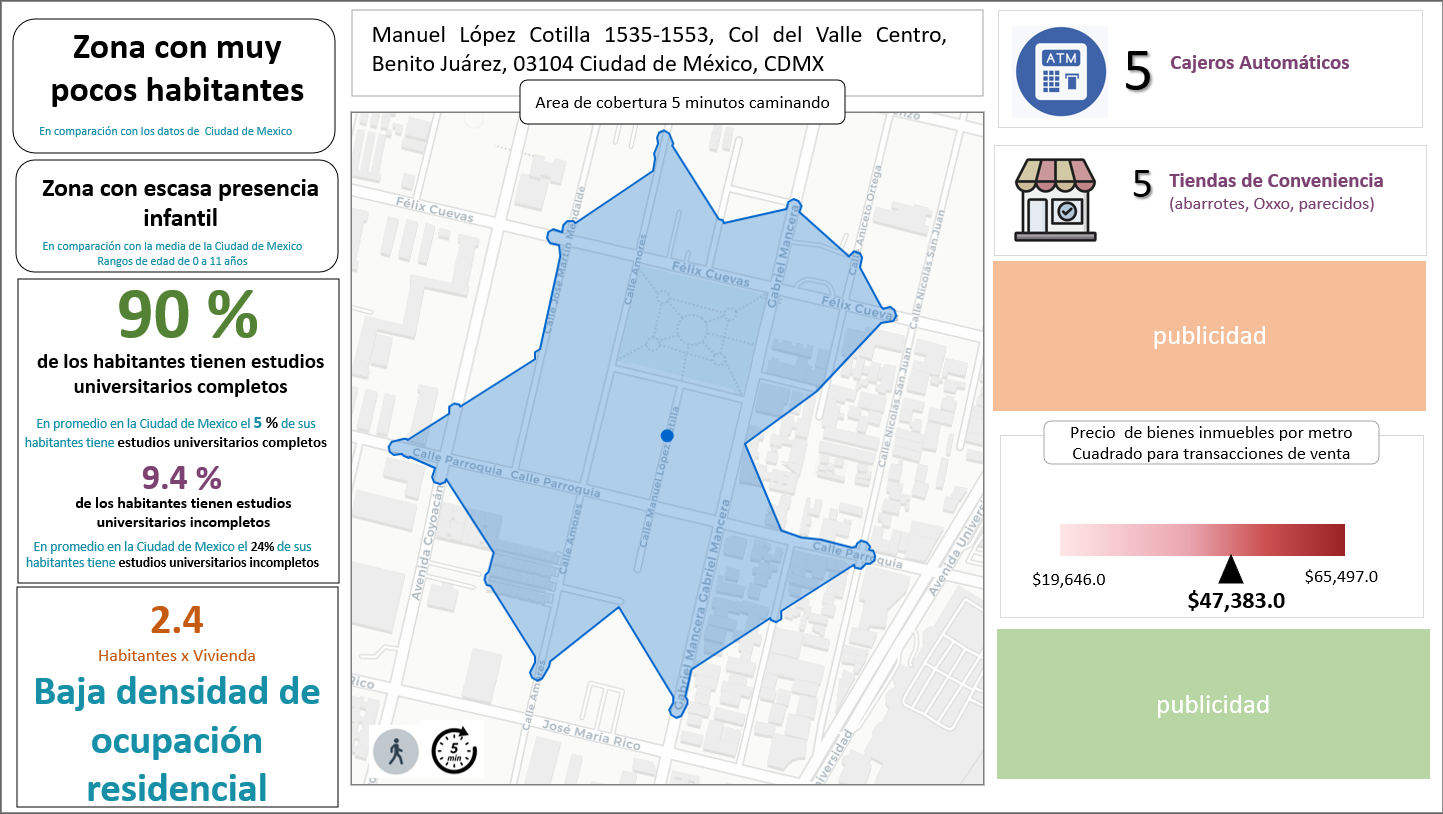 Zona con muy
pocos habitantes
En comparación con los datos de Ciudad de Mexico
Zona con escasa presencia
infantil
En comparación con la media de la Ciudad de Mexico
Rangos de edad de 0 a 11 años
90 %
de los habitantes tienen estudios
universitarios completos
En promedio en la Ciudad de Mexico el 5 % de sus
habitantes tiene estudios universitarios completos
9.4 %
de los habitantes tienen estudios
universitarios incompletos
En promedio en la Ciudad de Mexico el 24% de sus
habitantes tiene estudios universitarios incompletos
2.4
Habitantes x Vivienda
Baja densidad de
ocupación
residencial
Manuel López Cotilla 1535-1553, Col del Valle Centro,
Benito Juárez, 03104 Ciudad de México, CDMX
Area de cobertura 5 minutos caminando
Félix Cuevas
Calle Amores
Félix Cuevas
Gabriel Mancera
Calle Aniceto Ortega
Félix Cuevas
Calle Nicolás San Juan
Calle Nicolás San Juan
Calle Parroquia
Calle Parroquia
Avenida Coyoacán
Calle Amores
Calle Manuel López Cotilla
Gabriel Mancera
Gabriel Mancera
Calle Parroquia
Calle Amores
José María Rico
Rico
5
min
ATM
5
Cajeros Automáticos
5
Tiendas de Conveniencia
(abarrotes, Oxxo, parecidos)
publicidad
Precio de bienes inmuebles por metro
Cuadrado para transacciones de venta
$19,646.0
$65,497.0
$47,383.0
publicidad